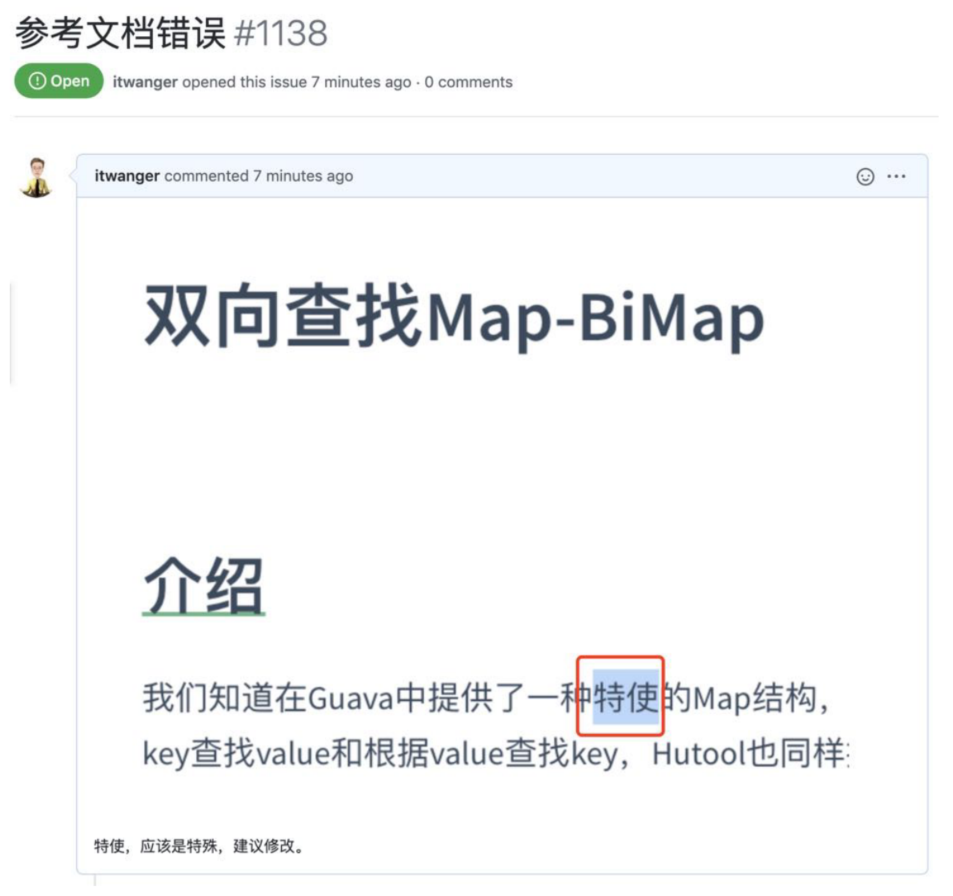 参考文档错误 #1138
Open itwanger opened this issue 7 minutes ago · 0 comments
itwanger commented 7 minutes ago
双向查找Map-BiMap
介绍
我们知道在Guava中提供了一种特使的Map结构，
key查找value和根据value查找key，Hutool也同样
特使，应该是特殊，建议修改。